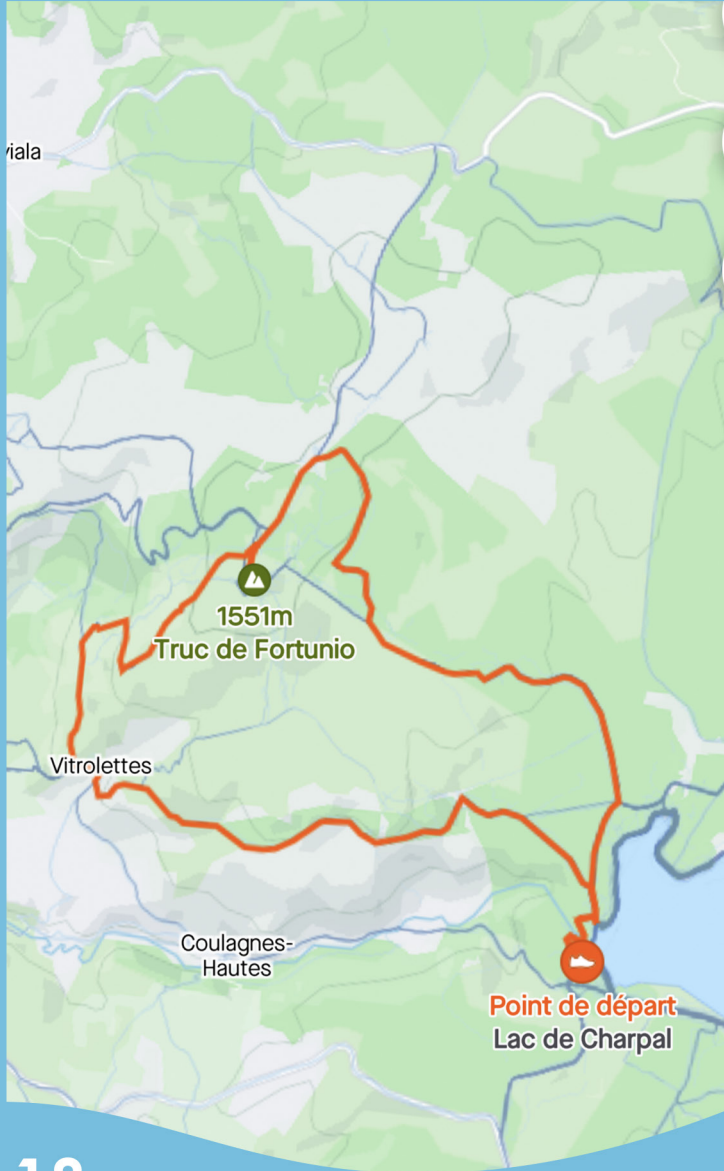 viala
1551m
Truc de Fortunio
Vitrolettes
Coulagnes-
Hautes
Point de départ
Lac de Charpal